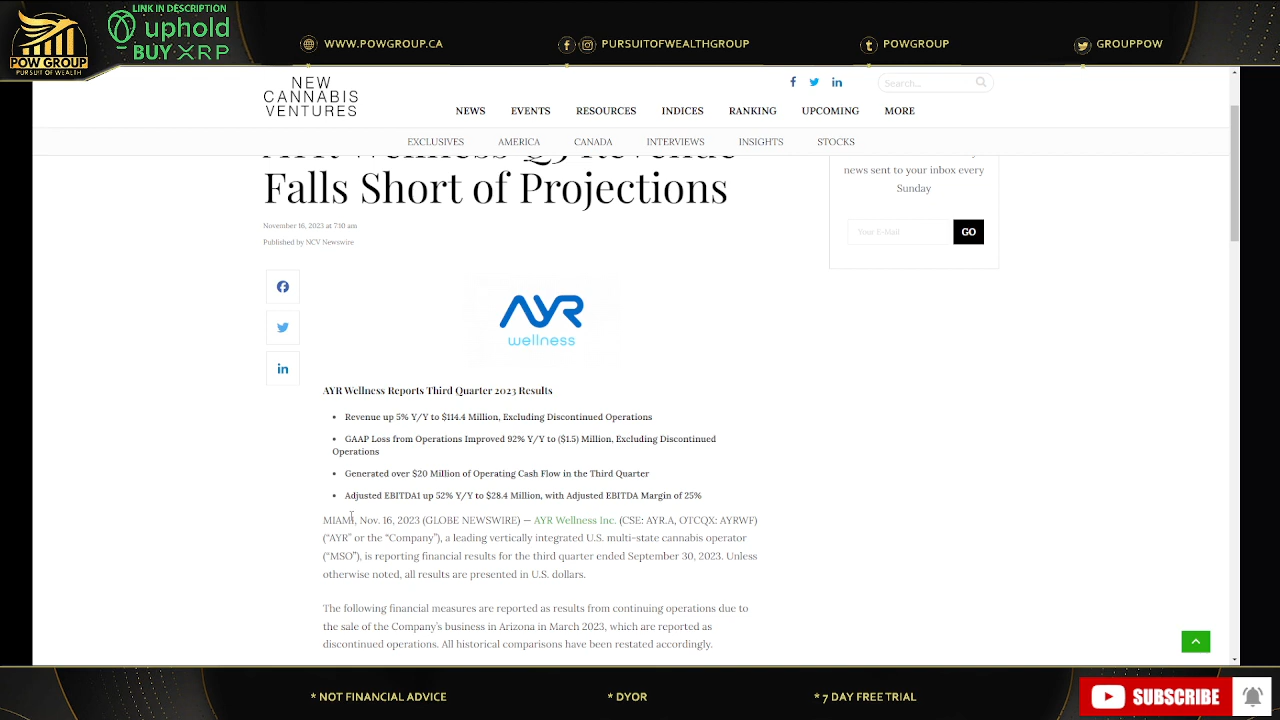 LINK IN DESCRIPTION
uphold
BUY XRP
POW GROUP
PURSUIT OF WEALTH
WWW.POWGROUP.CA
PURSUITOFWEALTHGROUP
POWGROUP
GROUPPOW
NEW
CANNABIS
VENTURES
Search...
NEWS EVENTS RESOURCES INDICES RANKING UPCOMING MORE
EXCLUSIVES AMERICA CANADA INTERVIEWS INSIGHTS STOCKS
AYR Wellness Q3 Revenue
Falls Short of Projections
November 16, 2023 at 7:10 am
Published by NCV Newswire
news sent to your inbox every
Sunday
Your E-Mail
GO
AYR
wellness
AYR Wellness Reports Third Quarter 2023 Results
• Revenue up 5% Y/Y to $114.4 Million, Excluding Discontinued Operations
• GAAP Loss from Operations Improved 92% Y/Y to ($1.5) Million, Excluding Discontinued
Operations
• Generated over $20 Million of Operating Cash Flow in the Third Quarter
• Adjusted EBITDA1 up 52% Y/Y to $28.4 Million, with Adjusted EBITDA Margin of 25%
MIAMI, Nov. 16, 2023 (GLOBE NEWSWIRE) — AYR Wellness Inc. (CSE: AYR.A, OTCQX: AYRWF)
(“AYR” or the “Company”), a leading vertically integrated U.S. multi-state cannabis operator
(“MSO”), is reporting financial results for the third quarter ended September 30, 2023. Unless
otherwise noted, all results are presented in U.S. dollars.
The following financial measures are reported as results from continuing operations due to
the sale of the Company’s business in Arizona in March 2023, which are reported as
discontinued operations. All historical comparisons have been restated accordingly.
* NOT FINANCIAL ADVICE
* DYOR
* 7 DAY FREE TRIAL
SUBSCRIBE